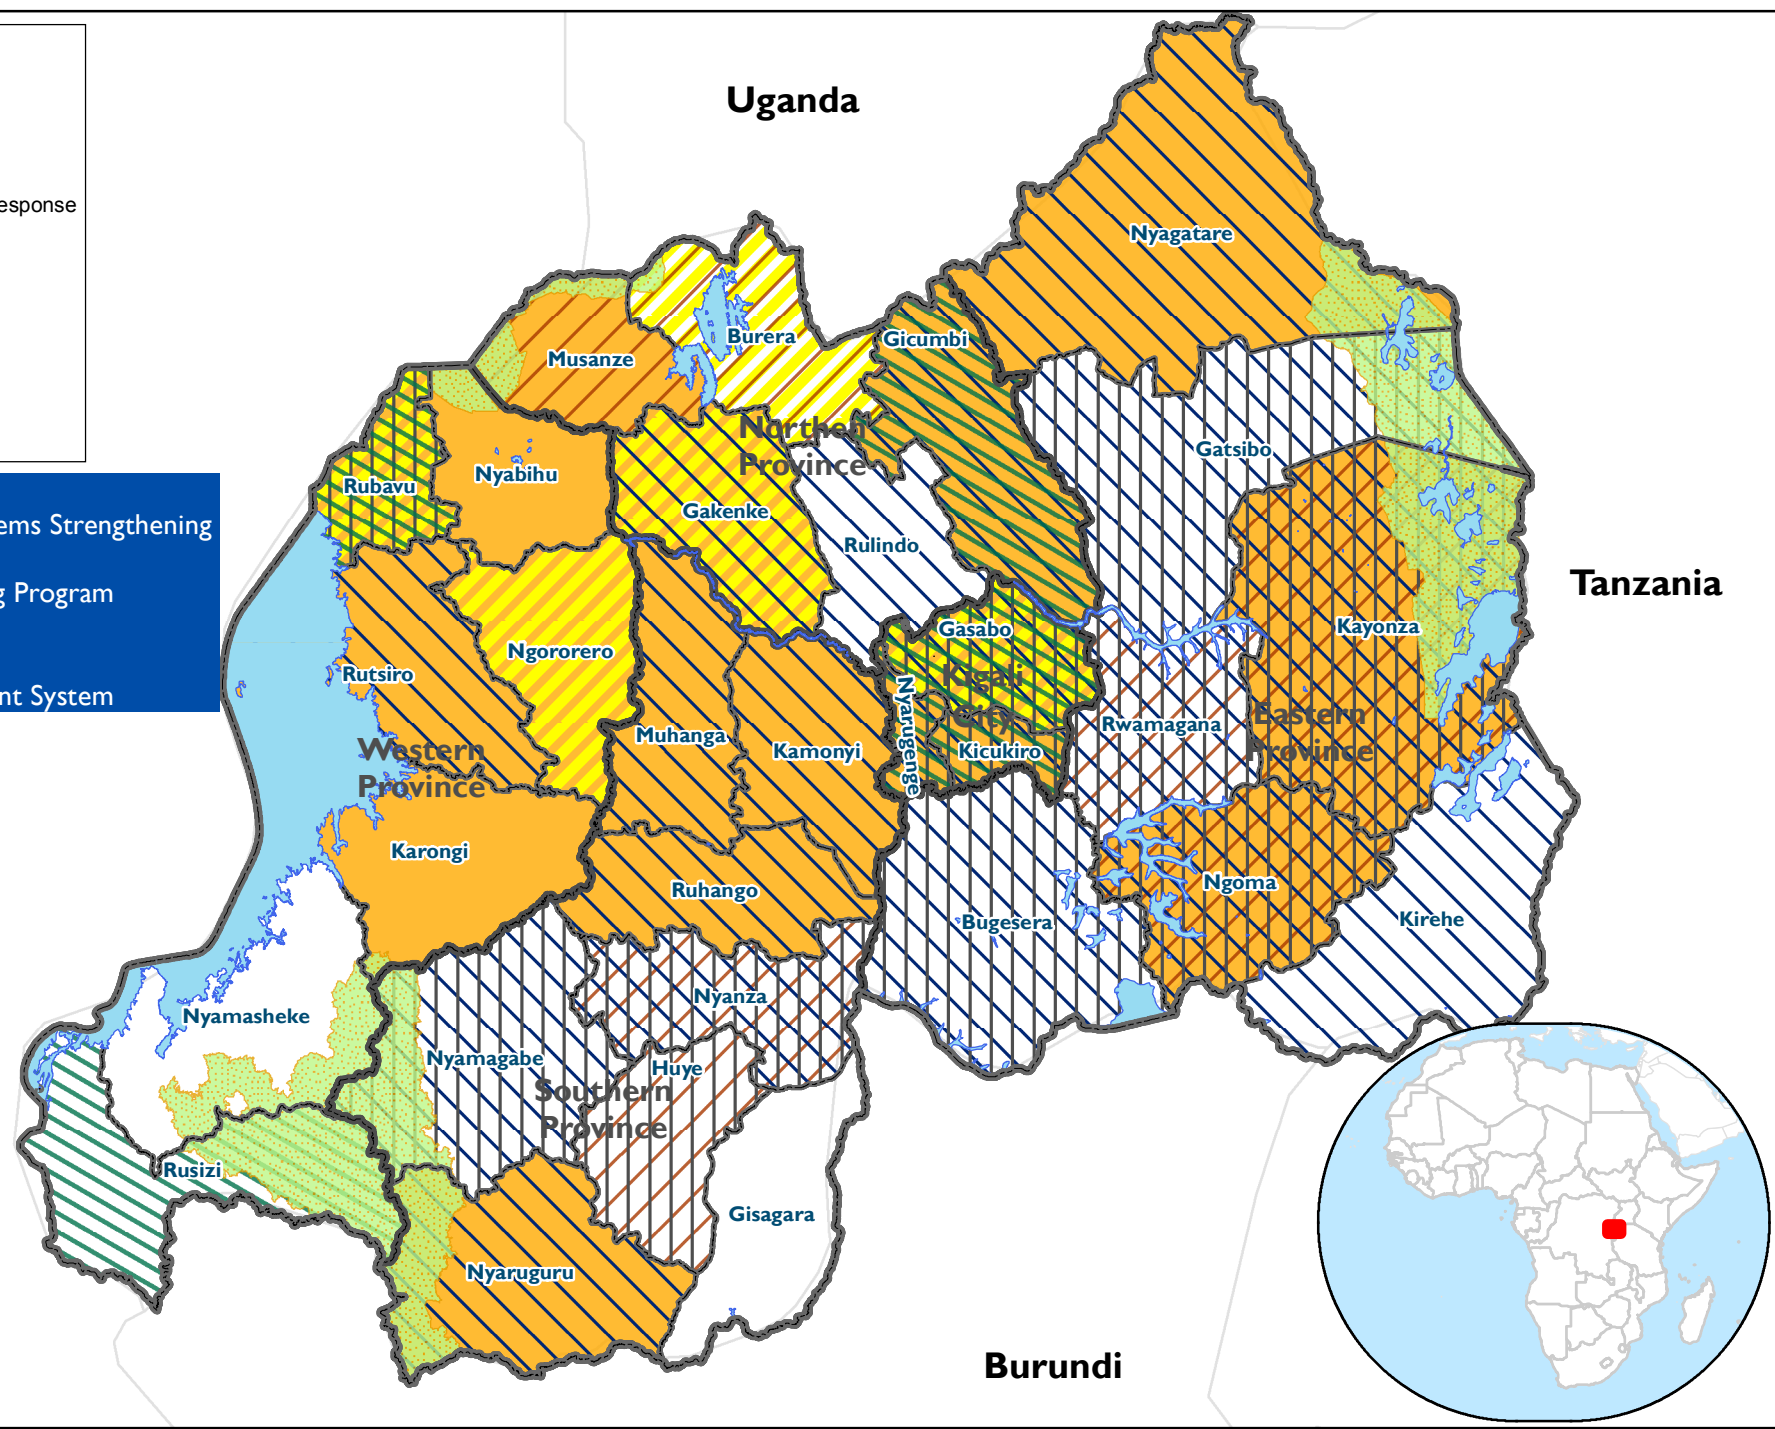 esponse
ems Strengthening
g Program
nt System
Uganda
Tanzania
Burundi
Nyagatare
Burera
Gicumbi
Musanze
Northen
Province
Gatsibo
Nyabihu
Rubavu
Gakenke
Rulindo
Gasabo
Kayonza
Ngororero
Rutsiro
Kigali
City
Nyarugenge
Kicukiro
Rwamagana
Eastern
Province
Muhanga
Kamonyi
Western
Province
Karongi
Ruhango
Ngoma
Kirehe
Bugesera
Nyanza
Nyamasheke
Nyamagabe
Huye
Southern
Province
Rusizi
Gisagara
Nyaruguru